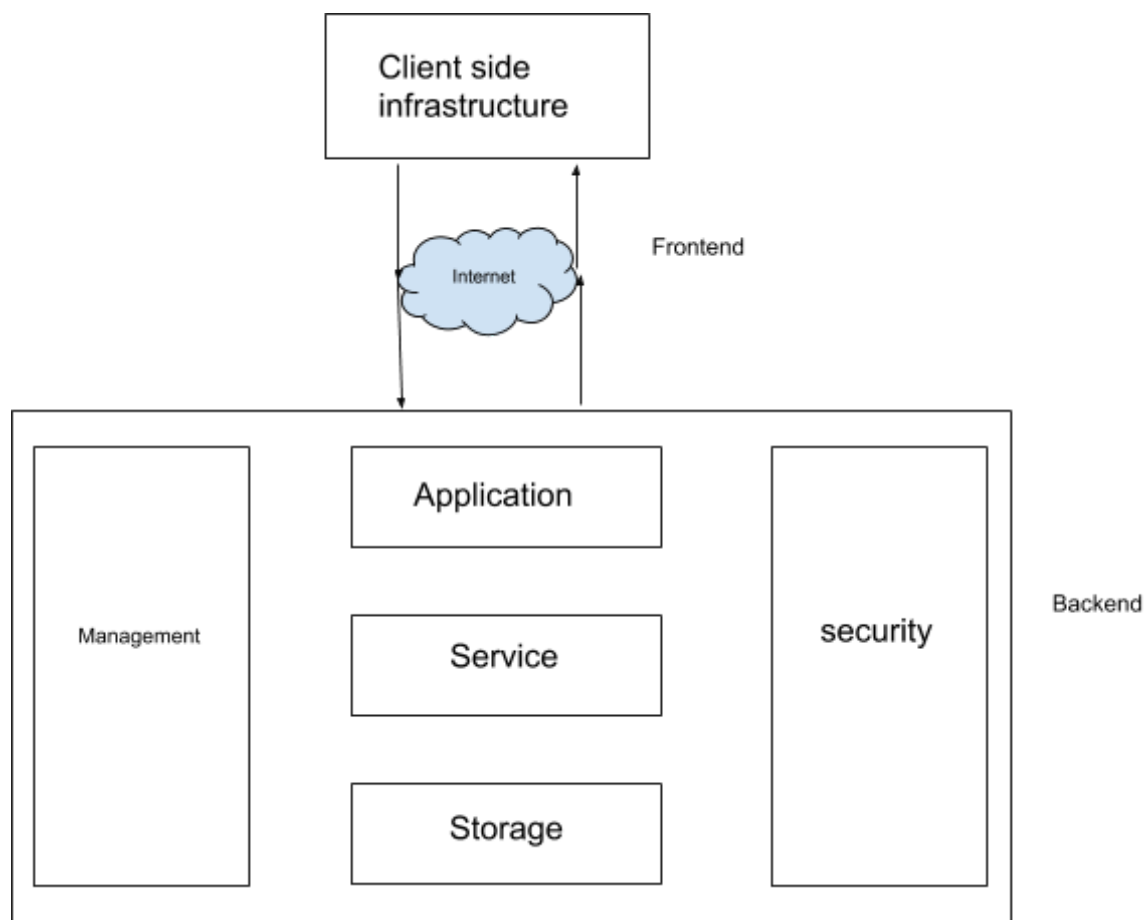 Client side
infrastructure
Internet
Frontend
Application
Management
Service
security
Backend
Storage